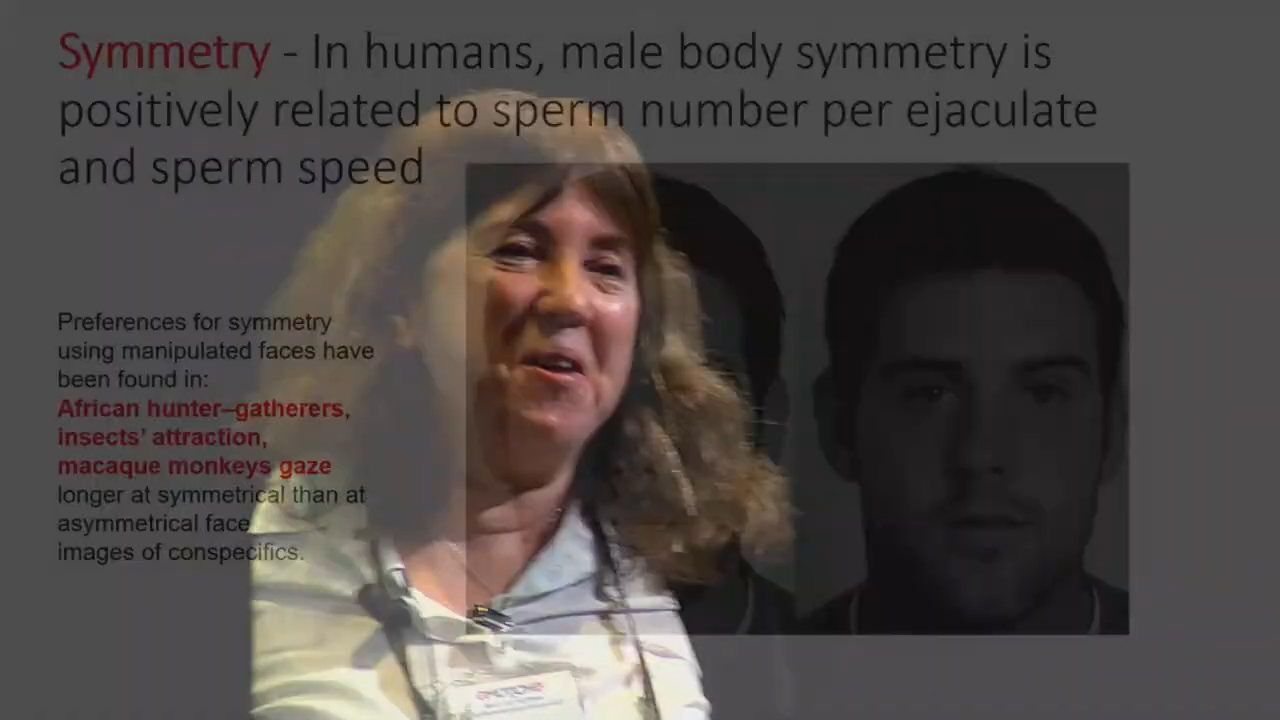 Symmetry - In humans, male body symmetry is
positively related to sperm number per ejaculate
and sperm speed
Preferences for symmetry
using manipulated faces have
been found in:
African hunter–gatherers,
insects’ attraction,
macaque monkeys gaze
longer at symmetrical than at
asymmetrical face
images of conspecifics.